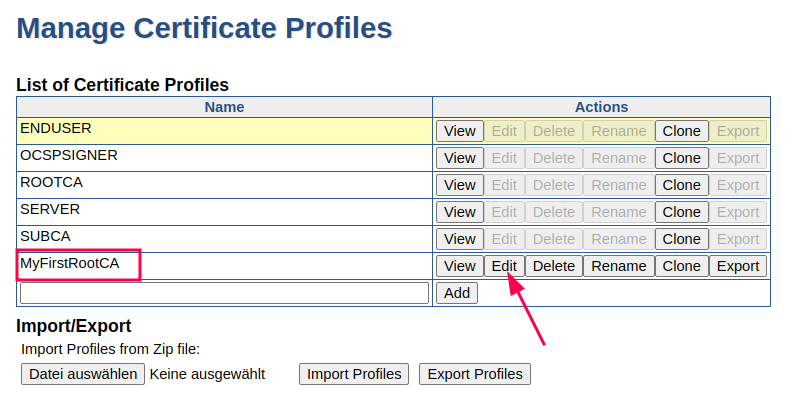 Manage Certificate Profiles
List of Certificate Profiles
Name Actions
ENDUSER View Edit Delete Rename Clone Export
OCSPSIGNER View Edit Delete Rename Clone Export
ROOTCA View Edit Delete Rename Clone Export
SERVER View Edit Delete Rename Clone Export
SUBCA View Edit Delete Rename Clone Export
MyFirstRootCA View Edit Delete Rename Clone Export
Add
Import/Export
Import Profiles from Zip file:
Datei auswählen Keine ausgewählt Import Profiles Export Profiles